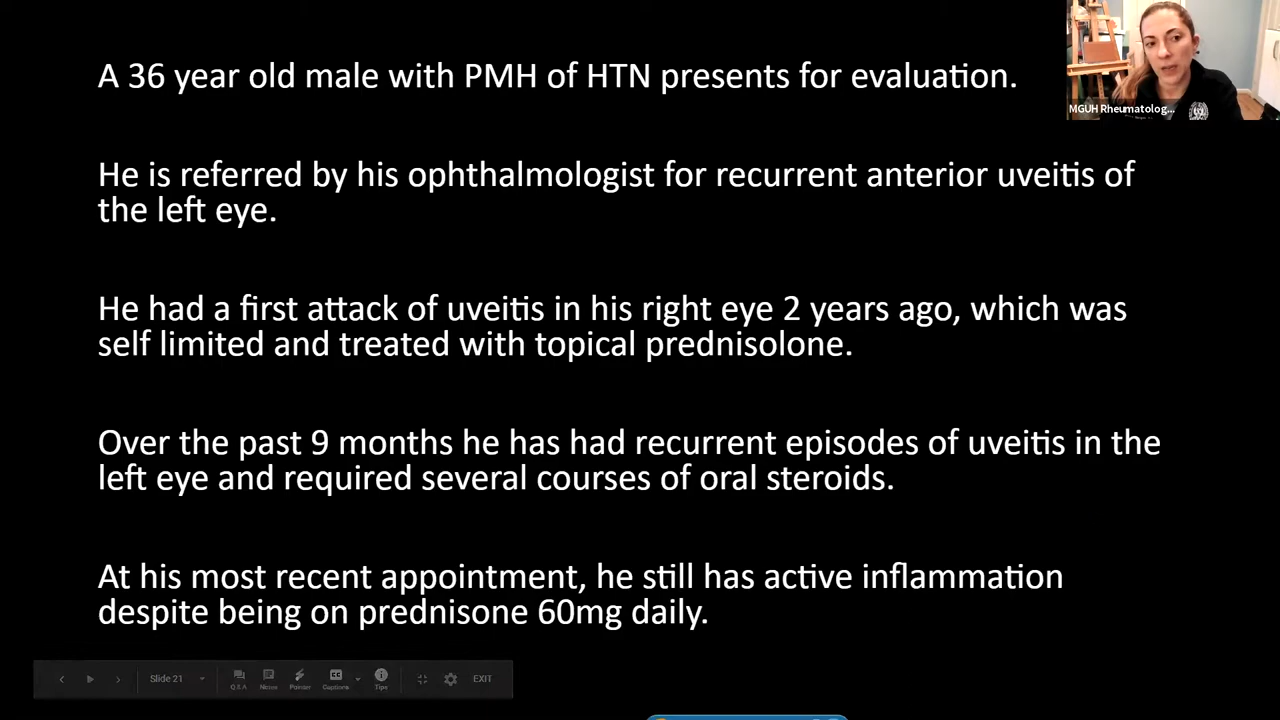 A 36 year old male with PMH of HTN presents for evaluation.
MGUH Rheumatolog...
He is referred by his ophthalmologist for recurrent anterior uveitis of
the left eye.
He had a first attack of uveitis in his right eye 2 years ago, which was
self limited and treated with topical prednisolone.
Over the past 9 months he has had recurrent episodes of uveitis in the
left eye and required several courses of oral steroids.
At his most recent appointment, he still has active inflammation
despite being on prednisone 60mg daily.
Slide 21
Q&A Notes Pointer Captions Tips EXIT